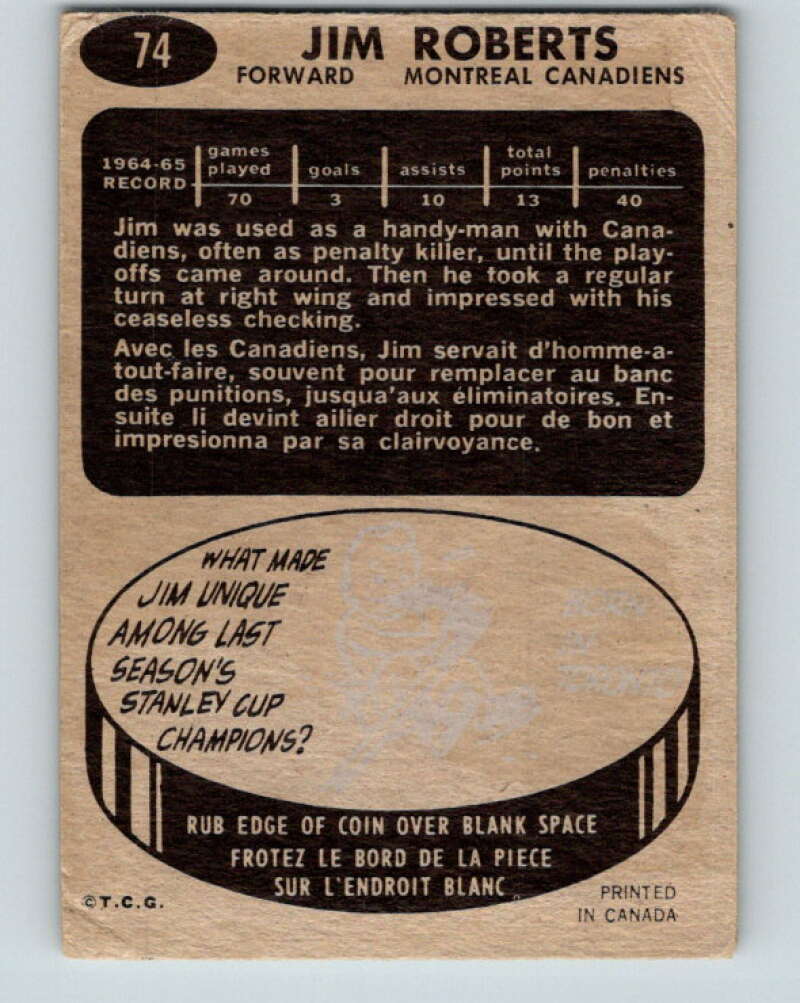 74
JIM ROBERTS
FORWARD MONTREAL CANADIENS
1964-65 RECORD games played goals assists total points penalties
70 3 10 13 40
Jim was used as a handy-man with Cana-
diens, often as penalty killer, until the play-
offs came around. Then he took a regular
turn at right wing and impressed with his
ceaseless checking.
Avec les Canadiens, Jim servait d'homme-a-
tout-faire, souvent pour remplacer au banc
des punitions, jusqua'aux éliminatoires. En-
suite li devint ailier droit pour de bon et
impresionna par sa clairvoyance.
WHAT MADE
JIM UNIQUE
AMONG LAST
SEASON'S
STANLEY CUP
CHAMPIONS?
BORN
IN
TORONTO
RUB EDGE OF COIN OVER BLANK SPACE
FROTEZ LE BORD DE LA PIECE
SUR L'ENDROIT BLANC
©T.C.G.
PRINTED
IN CANADA